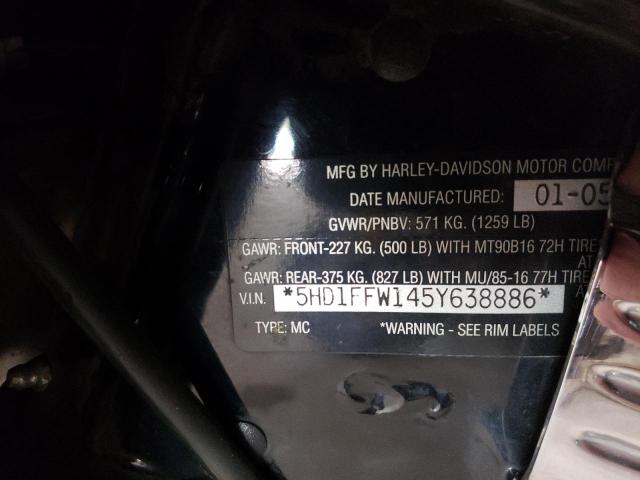 MFG BY HARLEY-DAVIDSON MOTOR COMP
DATE MANUFACTURED: 01-05
GVWR/PNBV: 571 KG. (1259 LB)
GAWR: FRONT-227 KG. (500 LB) WITH MT90B16 72H TIRE
AT
GAWR: REAR-375 KG. (827 LB) WITH MU/85-16 77H TIRE
A
V.I.N. *5HD1FFW145Y638886*
TYPE: MC *WARNING - SEE RIM LABELS